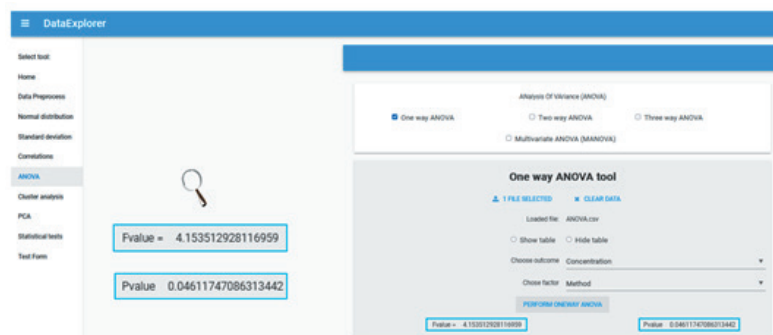 DataExplorer
Select tool:
Home
Data Preprocess
Normal distribution
Standard deviation
Correlations
ANOVA
Cluster analysis
PCA
Statistical tests
Test Form
Fvalue = 4.153512928116959
Pvalue 0.04611747086313442
ANalysis Of VAriance (ANOVA)
One way ANOVA Two way ANOVA Three way ANOVA
Multivariate ANOVA (MANOVA)
One way ANOVA tool
1 FILE SELECTED CLEAR DATA
Loaded file: ANOVA.csv
Show table Hide table
Choose outcome Concentration
Chose factor Method
PERFORM ONEWAY ANOVA
Fvalue = 4.153512928116959 Pvalue 0.04611747086313442